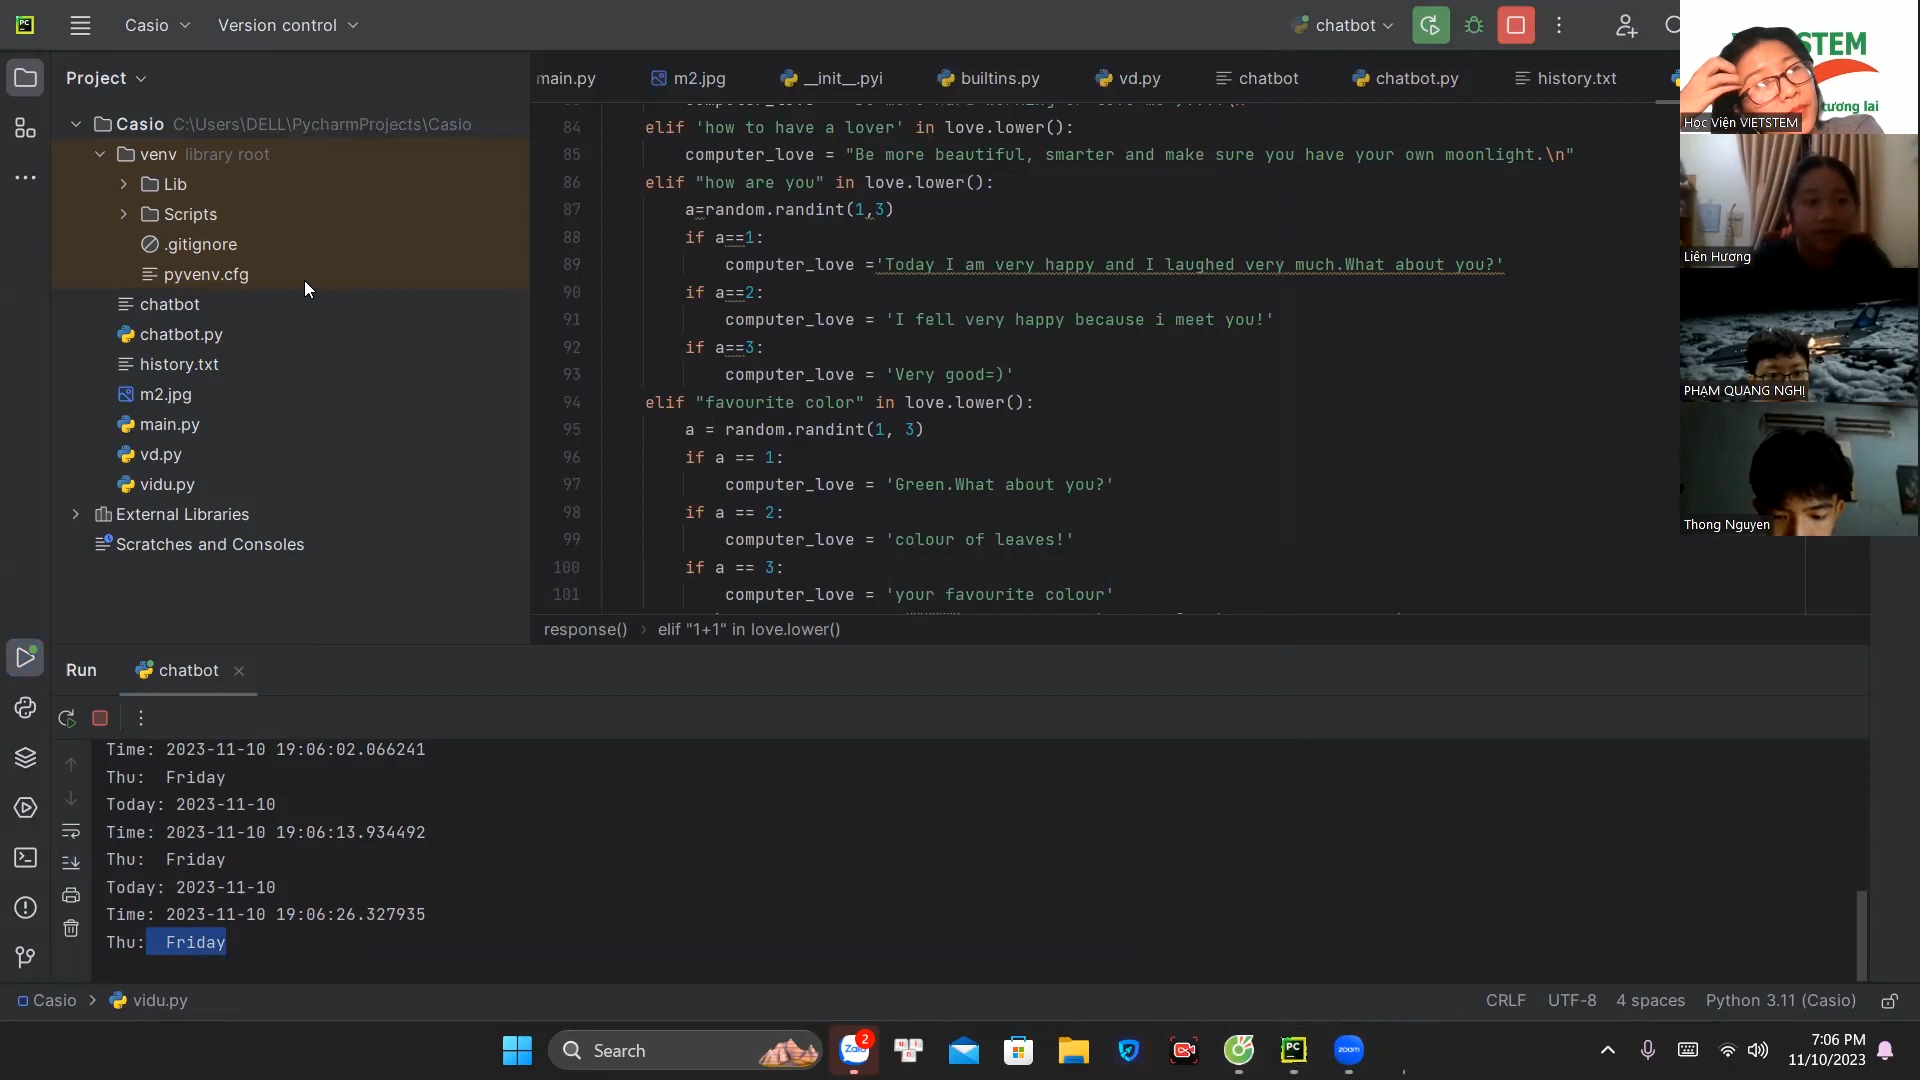 Casio
Version control
chatbot
Project
main.py
m2.jpg
__init__.pyi
builtins.py
vd.py
chatbot
chatbot.py
history.txt
STEM
tương lai
Học Viện VIETSTEM
Casio C:\Users\DELL\PycharmProjects\Casio
venv library root
Lib
Scripts
.gitignore
pyvenv.cfg
chatbot
chatbot.py
history.txt
m2.jpg
main.py
vd.py
vidu.py
External Libraries
Scratches and Consoles
84 elif 'how to have a lover' in love.lower():
85 computer_love = "Be more beautiful, smarter and make sure you have your own moonlight.\n"
86 elif "how are you" in love.lower():
87 a=random.randint(1,3)
88 if a==1:
89 computer_love ='Today I am very happy and I laughed very much.What about you?'
90 if a==2:
91 computer_love = 'I fell very happy because i meet you!'
92 if a==3:
93 computer_love = 'Very good=)'
94 elif "favourite color" in love.lower():
95 a = random.randint(1, 3)
96 if a == 1:
97 computer_love = 'Green.What about you?'
98 if a == 2:
99 computer_love = 'colour of leaves!'
100 if a == 3:
101 computer_love = 'your favourite colour'
response() elif "1+1" in love.lower()
Liên Hương
PHẠM QUANG NGHỊ
Thong Nguyen
Run
chatbot
Time: 2023-11-10 19:06:02.066241
Thu: Friday
Today: 2023-11-10
Time: 2023-11-10 19:06:13.934492
Thu: Friday
Today: 2023-11-10
Time: 2023-11-10 19:06:26.327935
Thu: Friday
Casio
vidu.py
CRLF
UTF-8
4 spaces
Python 3.11 (Casio)
Search
Zalo
2
PC
zoom
7:06 PM
11/10/2023